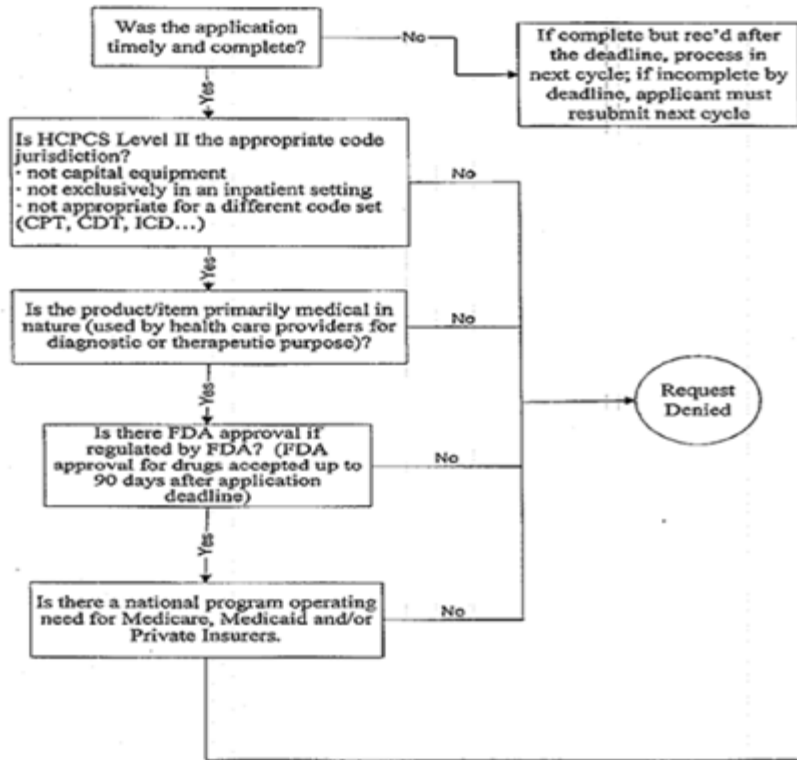 Was the application
timely and complete?
No
If complete but rec'd after
the deadline, process in
next cycle; if incomplete by
deadline, applicant must
resubmit next cycle
Yes
Is HCPCS Level II the appropriate code
jurisdiction?
- not capital equipment
- not exclusively in an inpatient setting
- not appropriate for a different code set
(CPT, CDT, ICD...)
No
Yes
Is the product/item primarily medical in
nature (used by health care providers for
diagnostic or therapeutic purpose)?
No
Request
Denied
Yes
Is there FDA approval if
regulated by FDA? (FDA
approval for drugs accepted up to
90 days after application
deadline)
No
Yes
Is there a national program operating
need for Medicare, Medicaid and/or
Private Insurers.
No